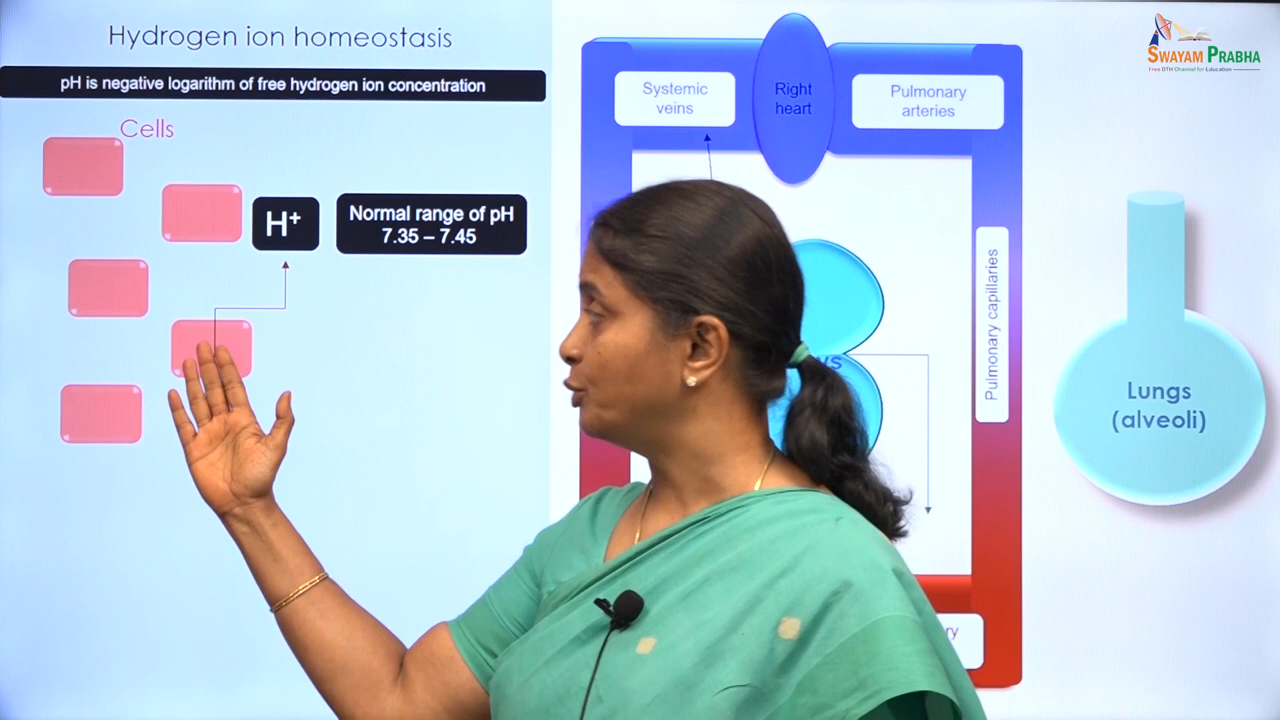 Hydrogen ion homeostasis
pH is negative logarithm of free hydrogen ion concentration
Cells
H⁺
Normal range of pH
7.35 – 7.45
Systemic
veins
Right
heart
Pulmonary
arteries
Pulmonary capillaries
Lungs
(alveoli)
SWAYAM PRABHA
Free DTH Channel for Education